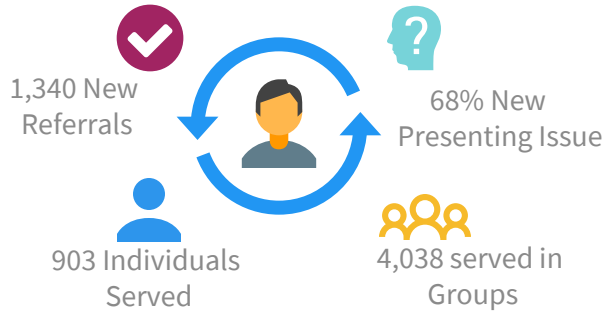 1,340 New
Referrals
?
68% New
Presenting Issue
903 Individuals
Served
4,038 served in
Groups